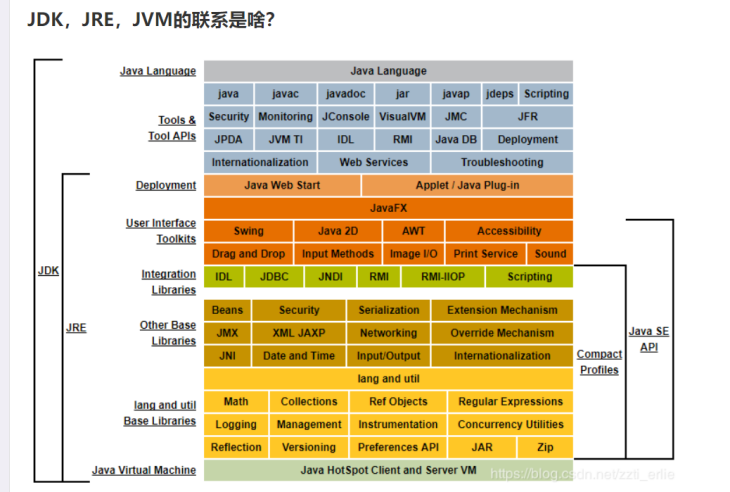 JDK，JRE，JVM的联系是啥？
Java Language Java Language
java javac javadoc jar javap jdeps Scripting
Tools & Tool APIs Security Monitoring JConsole VisualVM JMC JFR
JPDA JVM TI IDL RMI Java DB Deployment
Internationalization Web Services Troubleshooting
Deployment Java Web Start Applet / Java Plug-in
JavaFX
User Interface Toolkits Swing Java 2D AWT Accessibility
Drag and Drop Input Methods Image I/O Print Service Sound
JDK
Integration Libraries IDL JDBC JNDI RMI RMI-IIOP Scripting
JRE
Beans Security Serialization Extension Mechanism
Other Base Libraries JMX XML JAXP Networking Override Mechanism
Java SE API
JNI Date and Time Input/Output Internationalization
Compact Profiles
lang and util
lang and util Base Libraries Math Collections Ref Objects Regular Expressions
Logging Management Instrumentation Concurrency Utilities
Reflection Versioning Preferences API JAR Zip
Java Virtual Machine Java HotSpot Client and Server VM
https://blog.csdn.net/zzti_erlie